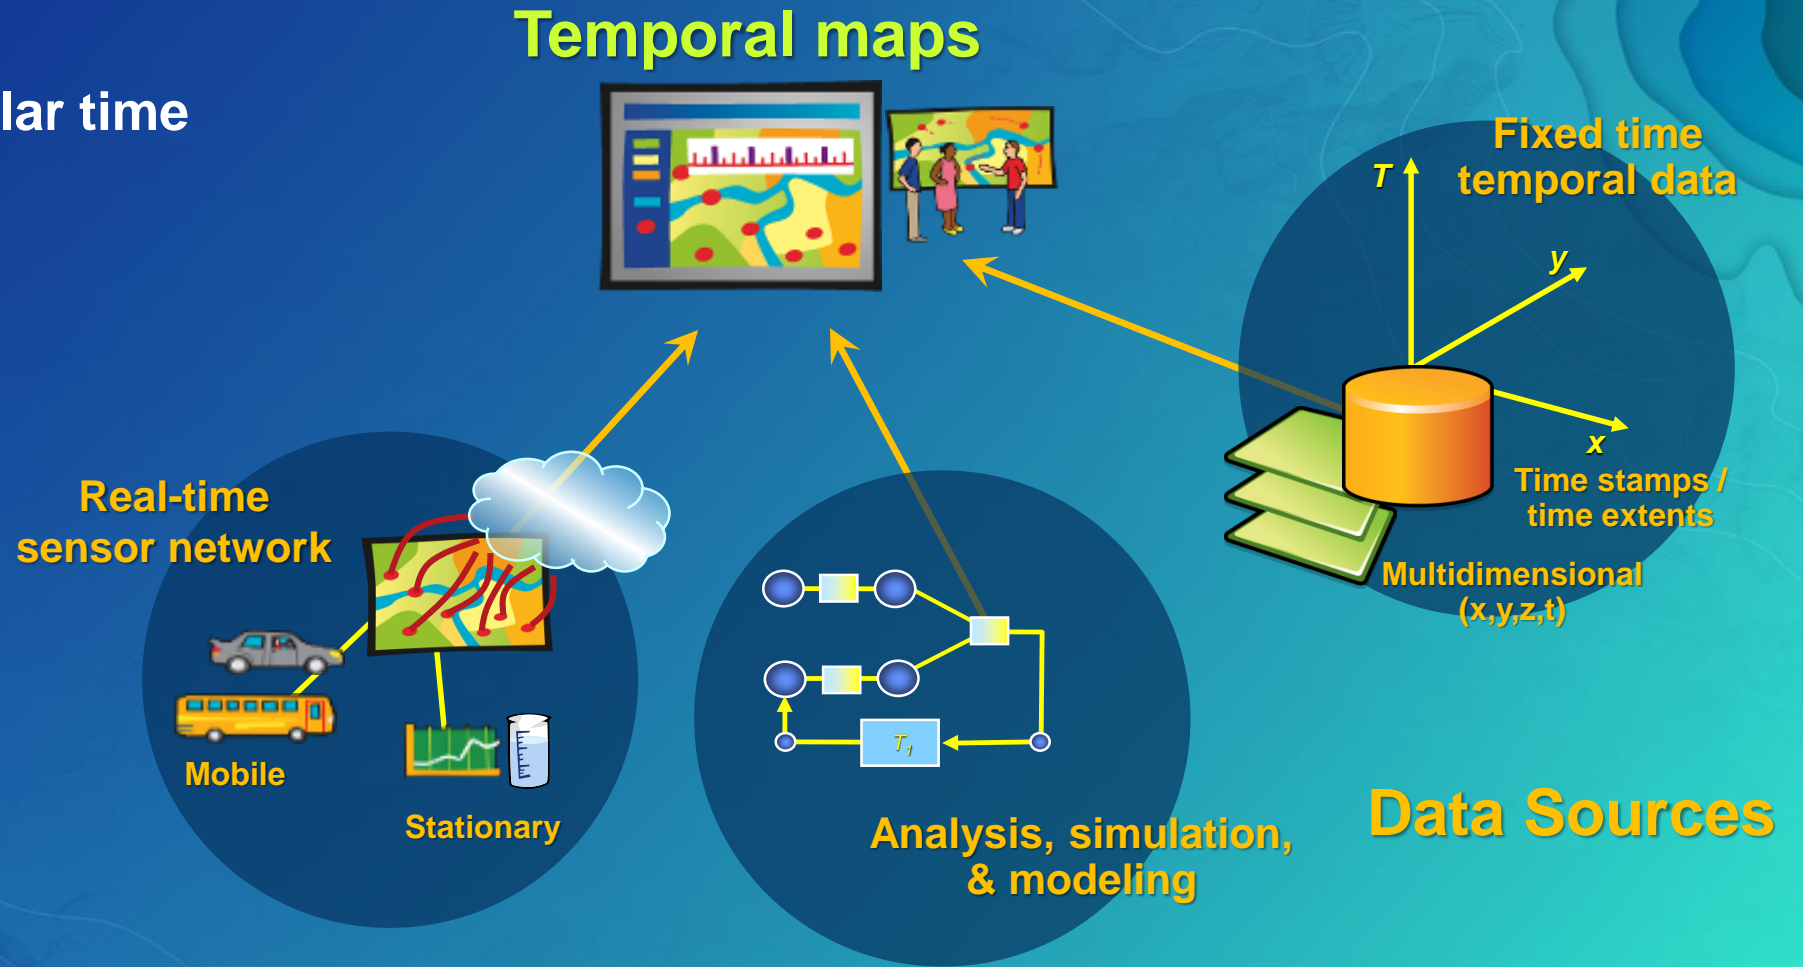 Temporal maps
lar time
Fixed time
temporal data
T
y
x
Time stamps /
time extents
Multidimensional
(x,y,z,t)
Real-time
sensor network
Mobile
Stationary
T1
Analysis, simulation,
& modeling
Data Sources